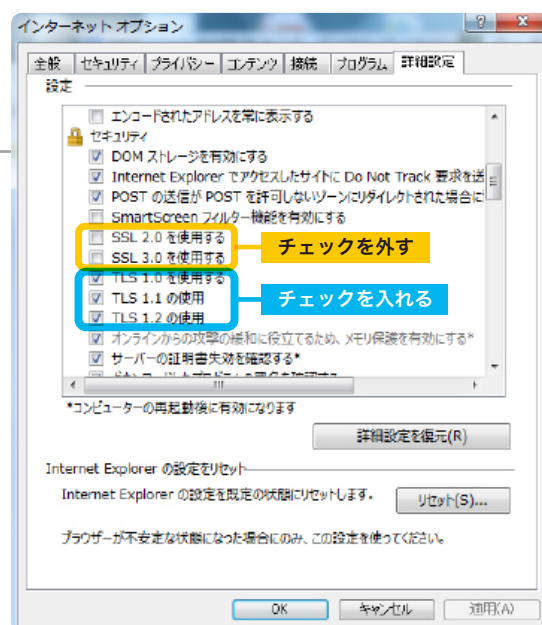 インターネット オプション
全般 セキュリティ プライバシー コンテンツ 接続 プログラム 詳細設定
設定
エンコードされたアドレスを常に表示する
セキュリティ
DOM ストレージを有効にする
Internet Explorer でアクセスしたサイトに Do Not Track 要求を送
POST の送信が POST を許可しないゾーンにリダイレクトされた場合に
SmartScreen フィルター機能を有効にする
SSL 2.0 を使用する
SSL 3.0 を使用する
チェックを外す
TLS 1.0 を使用する
TLS 1.1 の使用
TLS 1.2 の使用
チェックを入れる
オンラインからの攻撃の緩和に役立てるため、メモリ保護を有効にする*
サーバーの証明書失効を確認する*
*コンピューターの再起動後に有効になります
詳細設定を復元(R)
Internet Explorer の設定をリセット
Internet Explorer の設定を既定の状態にリセットします。
リセット(S)...
ブラウザーが不安定な状態になった場合にのみ、この設定を使ってください。
OK キャンセル 適用(A)